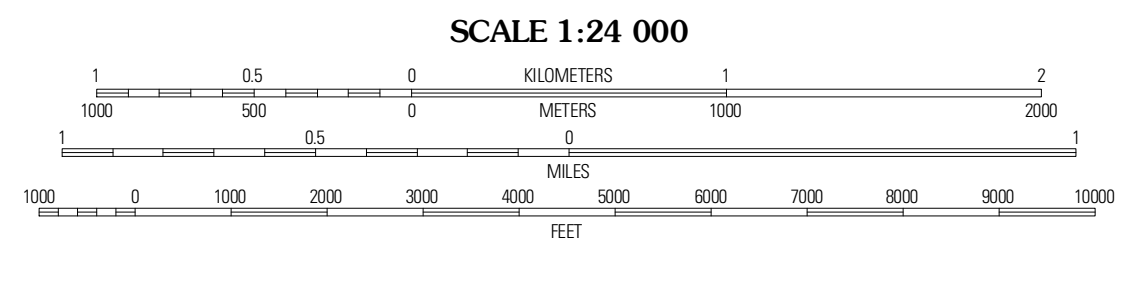 SCALE 1:24 000
1 0.5 0 KILOMETERS 1 2
1000 500 0 METERS 1000 2000
1 0.5 0 1
MILES
1000 0 1000 2000 3000 4000 5000 6000 7000 8000 9000 10000
FEET